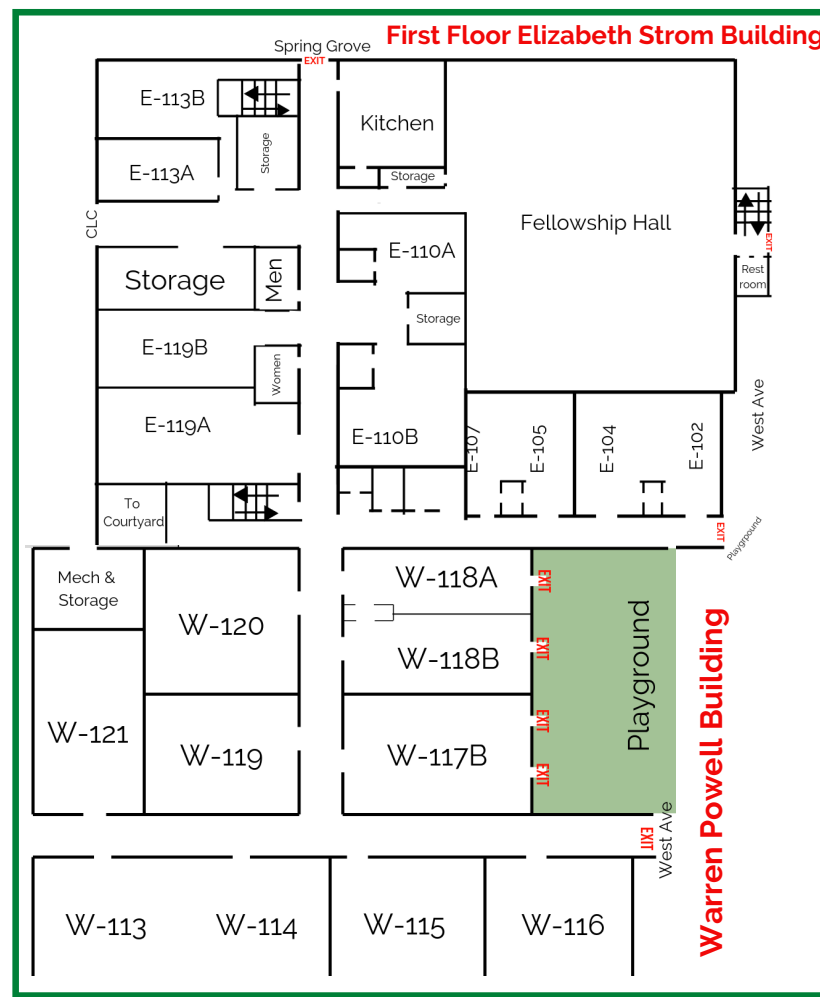 First Floor Elizabeth Strom Building
Spring Grove
EXIT
E-113B
Kitchen
Storage
E-113A
Storage
CLC
Fellowship Hall
EXIT
E-110A
Men
Storage
Rest
room
Storage
E-119B
Women
E-119A
E-110B
E-107
E-105
E-104
E-102
West Ave
To
Courtyard
EXIT
Playgrpound
Mech &
Storage
W-118A
EXIT
W-120
W-118B
EXIT
Playground
Warren Powell Building
W-121
W-119
W-117B
EXIT
EXIT
EXIT
West Ave
W-113
W-114
W-115
W-116